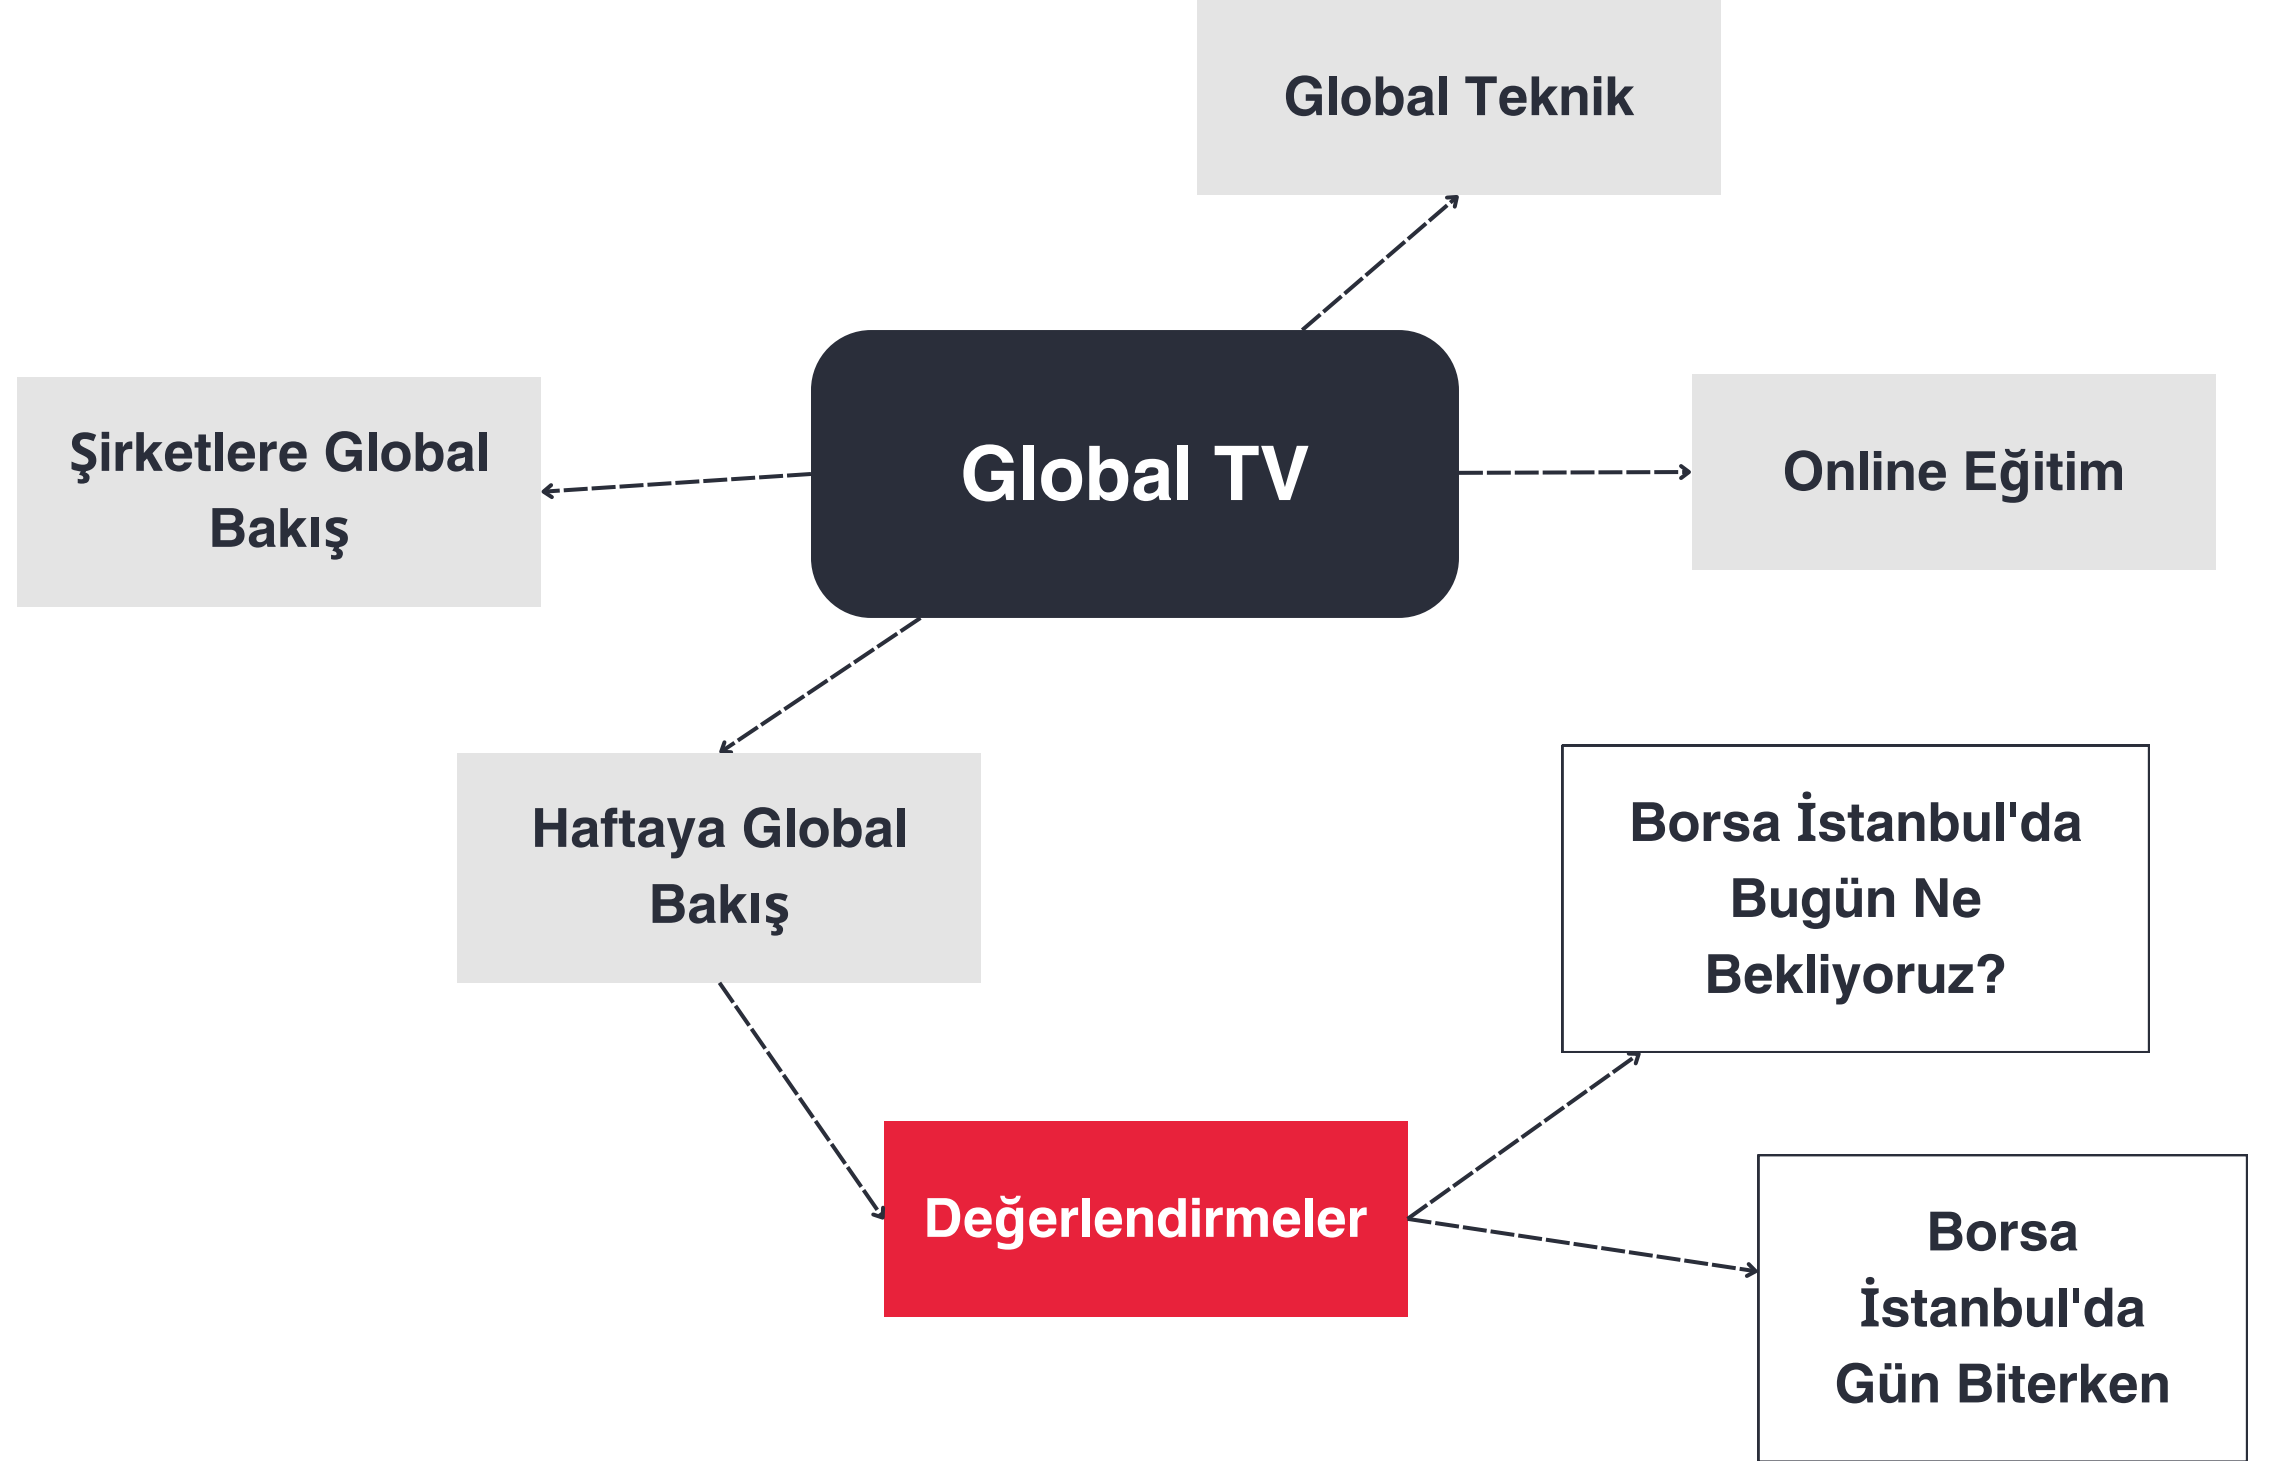 Global Teknik
Şirketlere Global
Bakış
Global TV
Online Eğitim
Haftaya Global
Bakış
Borsa İstanbul'da
Bugün Ne
Bekliyoruz?
Değerlendirmeler
Borsa
İstanbul'da
Gün Biterken